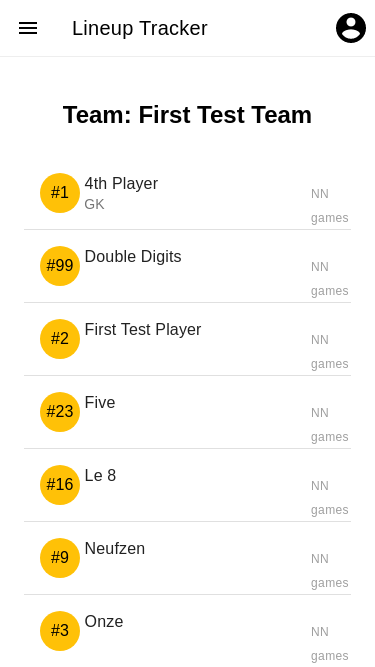 Lineup Tracker
Team: First Test Team
#1
4th Player
GK
NN
games
#99
Double Digits
NN
games
#2
First Test Player
NN
games
#23
Five
NN
games
#16
Le 8
NN
games
#9
Neufzen
NN
games
#3
Onze
NN
games